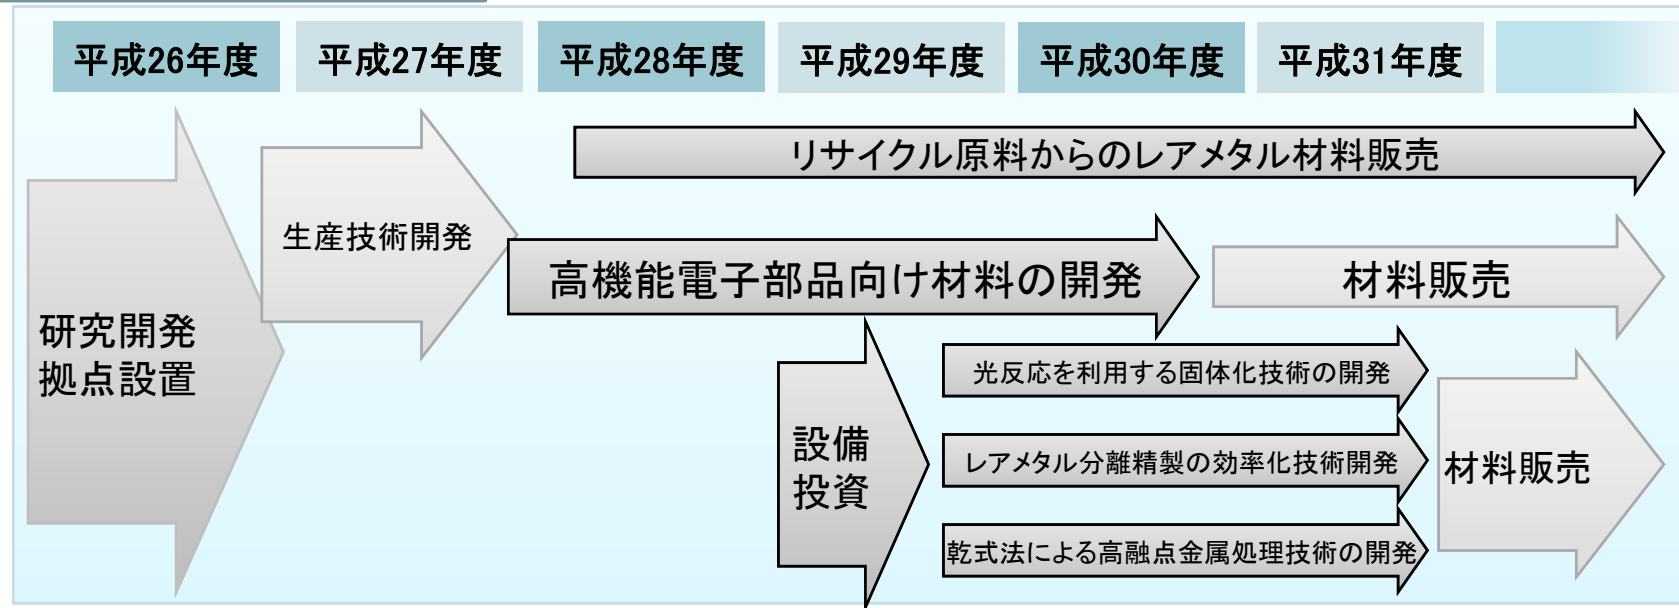 平成26年度
平成27年度
平成28年度
平成29年度
平成30年度
平成31年度
リサイクル原料からのレアメタル材料販売
生産技術開発
高機能電子部品向け材料の開発
材料販売
研究開発
拠点設置
設備
投資
光反応を利用する固体化技術の開発
レアメタル分離精製の効率化技術開発
乾式法による高融点金属処理技術の開発
材料販売